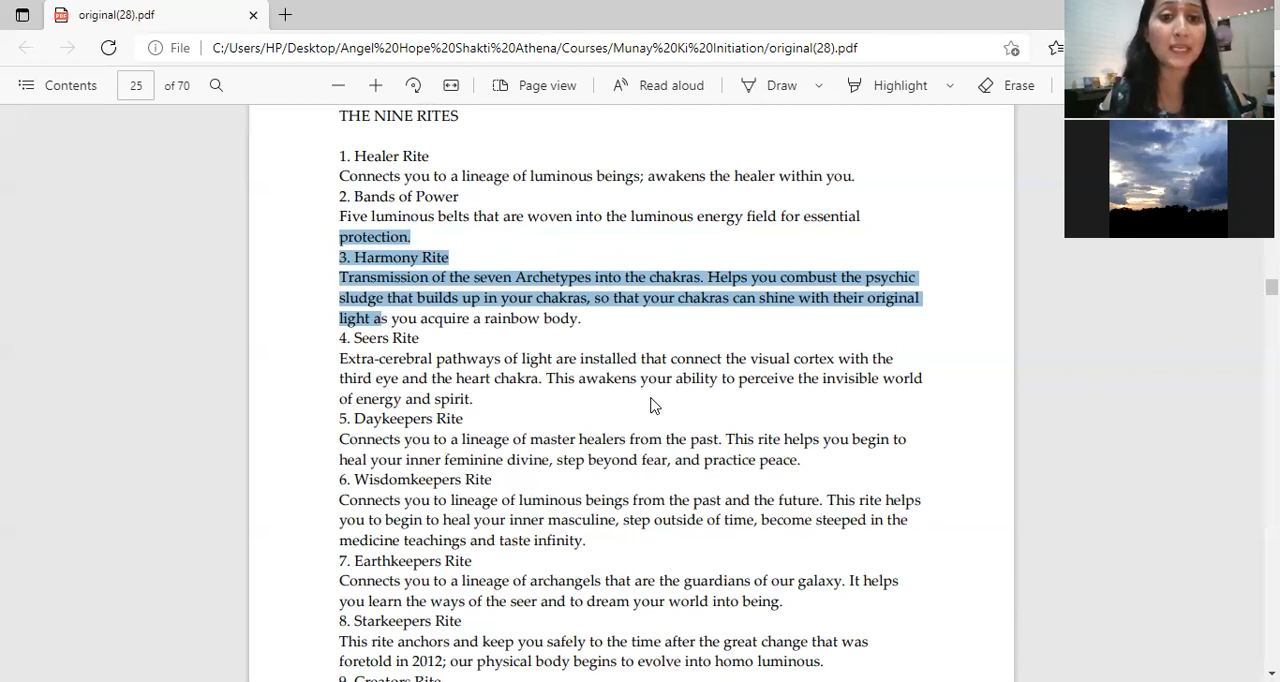 original(28).pdf
File C:/Users/HP/Desktop/Angel%20Hope%20Shakti%20Athena/Courses/Munay%20Ki%20Initiation/original(28).pdf
Contents 25 of 70 Page view Read aloud Draw Highlight Erase
THE NINE RITES
1. Healer Rite
Connects you to a lineage of luminous beings; awakens the healer within you.
2. Bands of Power
Five luminous belts that are woven into the luminous energy field for essential
protection.
3. Harmony Rite
Transmission of the seven Archetypes into the chakras. Helps you combust the psychic
sludge that builds up in your chakras, so that your chakras can shine with their original
light as you acquire a rainbow body.
4. Seers Rite
Extra-cerebral pathways of light are installed that connect the visual cortex with the
third eye and the heart chakra. This awakens your ability to perceive the invisible world
of energy and spirit.
5. Daykeepers Rite
Connects you to a lineage of master healers from the past. This rite helps you begin to
heal your inner feminine divine, step beyond fear, and practice peace.
6. Wisdomkeepers Rite
Connects you to lineage of luminous beings from the past and the future. This rite helps
you to begin to heal your inner masculine, step outside of time, become steeped in the
medicine teachings and taste infinity.
7. Earthkeepers Rite
Connects you to a lineage of archangels that are the guardians of our galaxy. It helps
you learn the ways of the seer and to dream your world into being.
8. Starkeepers Rite
This rite anchors and keep you safely to the time after the great change that was
foretold in 2012; our physical body begins to evolve into homo luminous.
9. Creators Rite